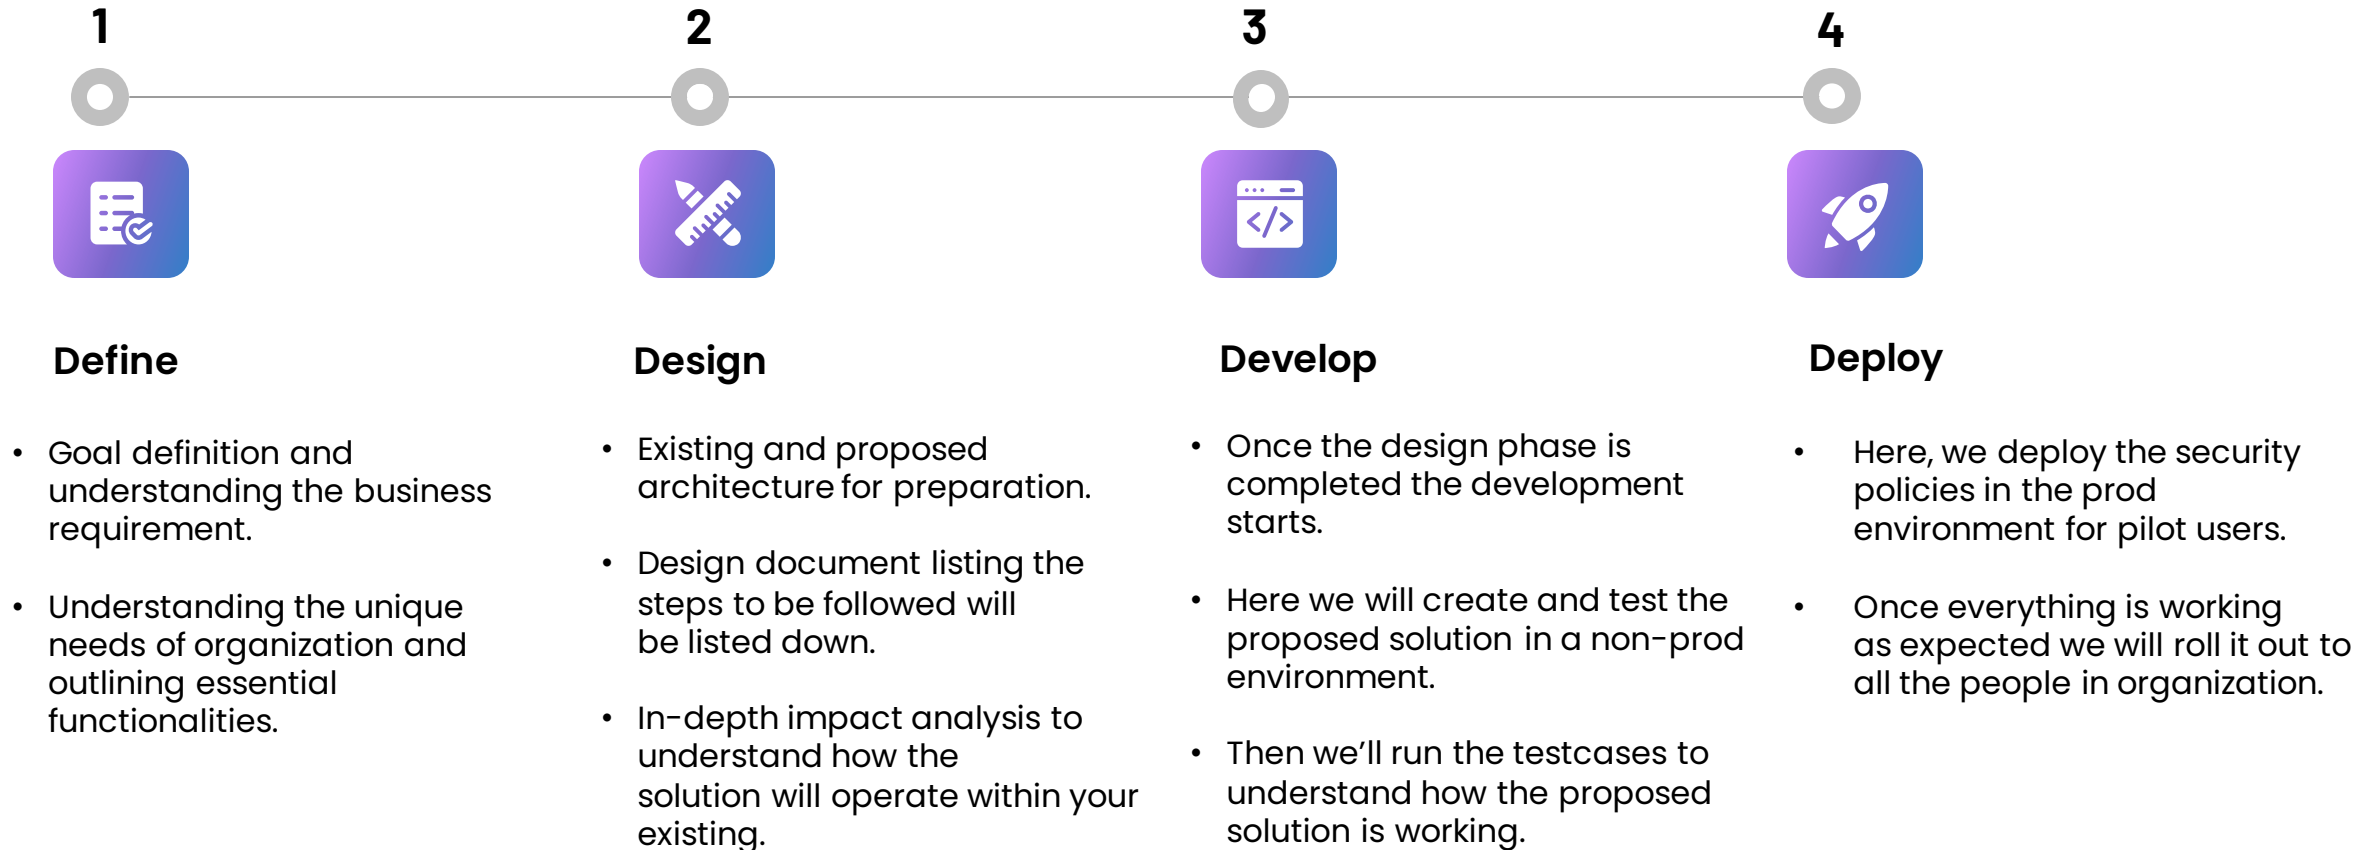 1
2
3
4
Define
• Goal definition and
understanding the business
requirement.
• Understanding the unique
needs of organization and
outlining essential
functionalities.
Design
• Existing and proposed
architecture for preparation.
• Design document listing the
steps to be followed will
be listed down.
• In-depth impact analysis to
understand how the
solution will operate within your
existing.
Develop
• Once the design phase is
completed the development
starts.
• Here we will create and test the
proposed solution in a non-prod
environment.
• Then we’ll run the testcases to
understand how the proposed
solution is working.
Deploy
• Here, we deploy the security
policies in the prod
environment for pilot users.
• Once everything is working
as expected we will roll it out to
all the people in organization.